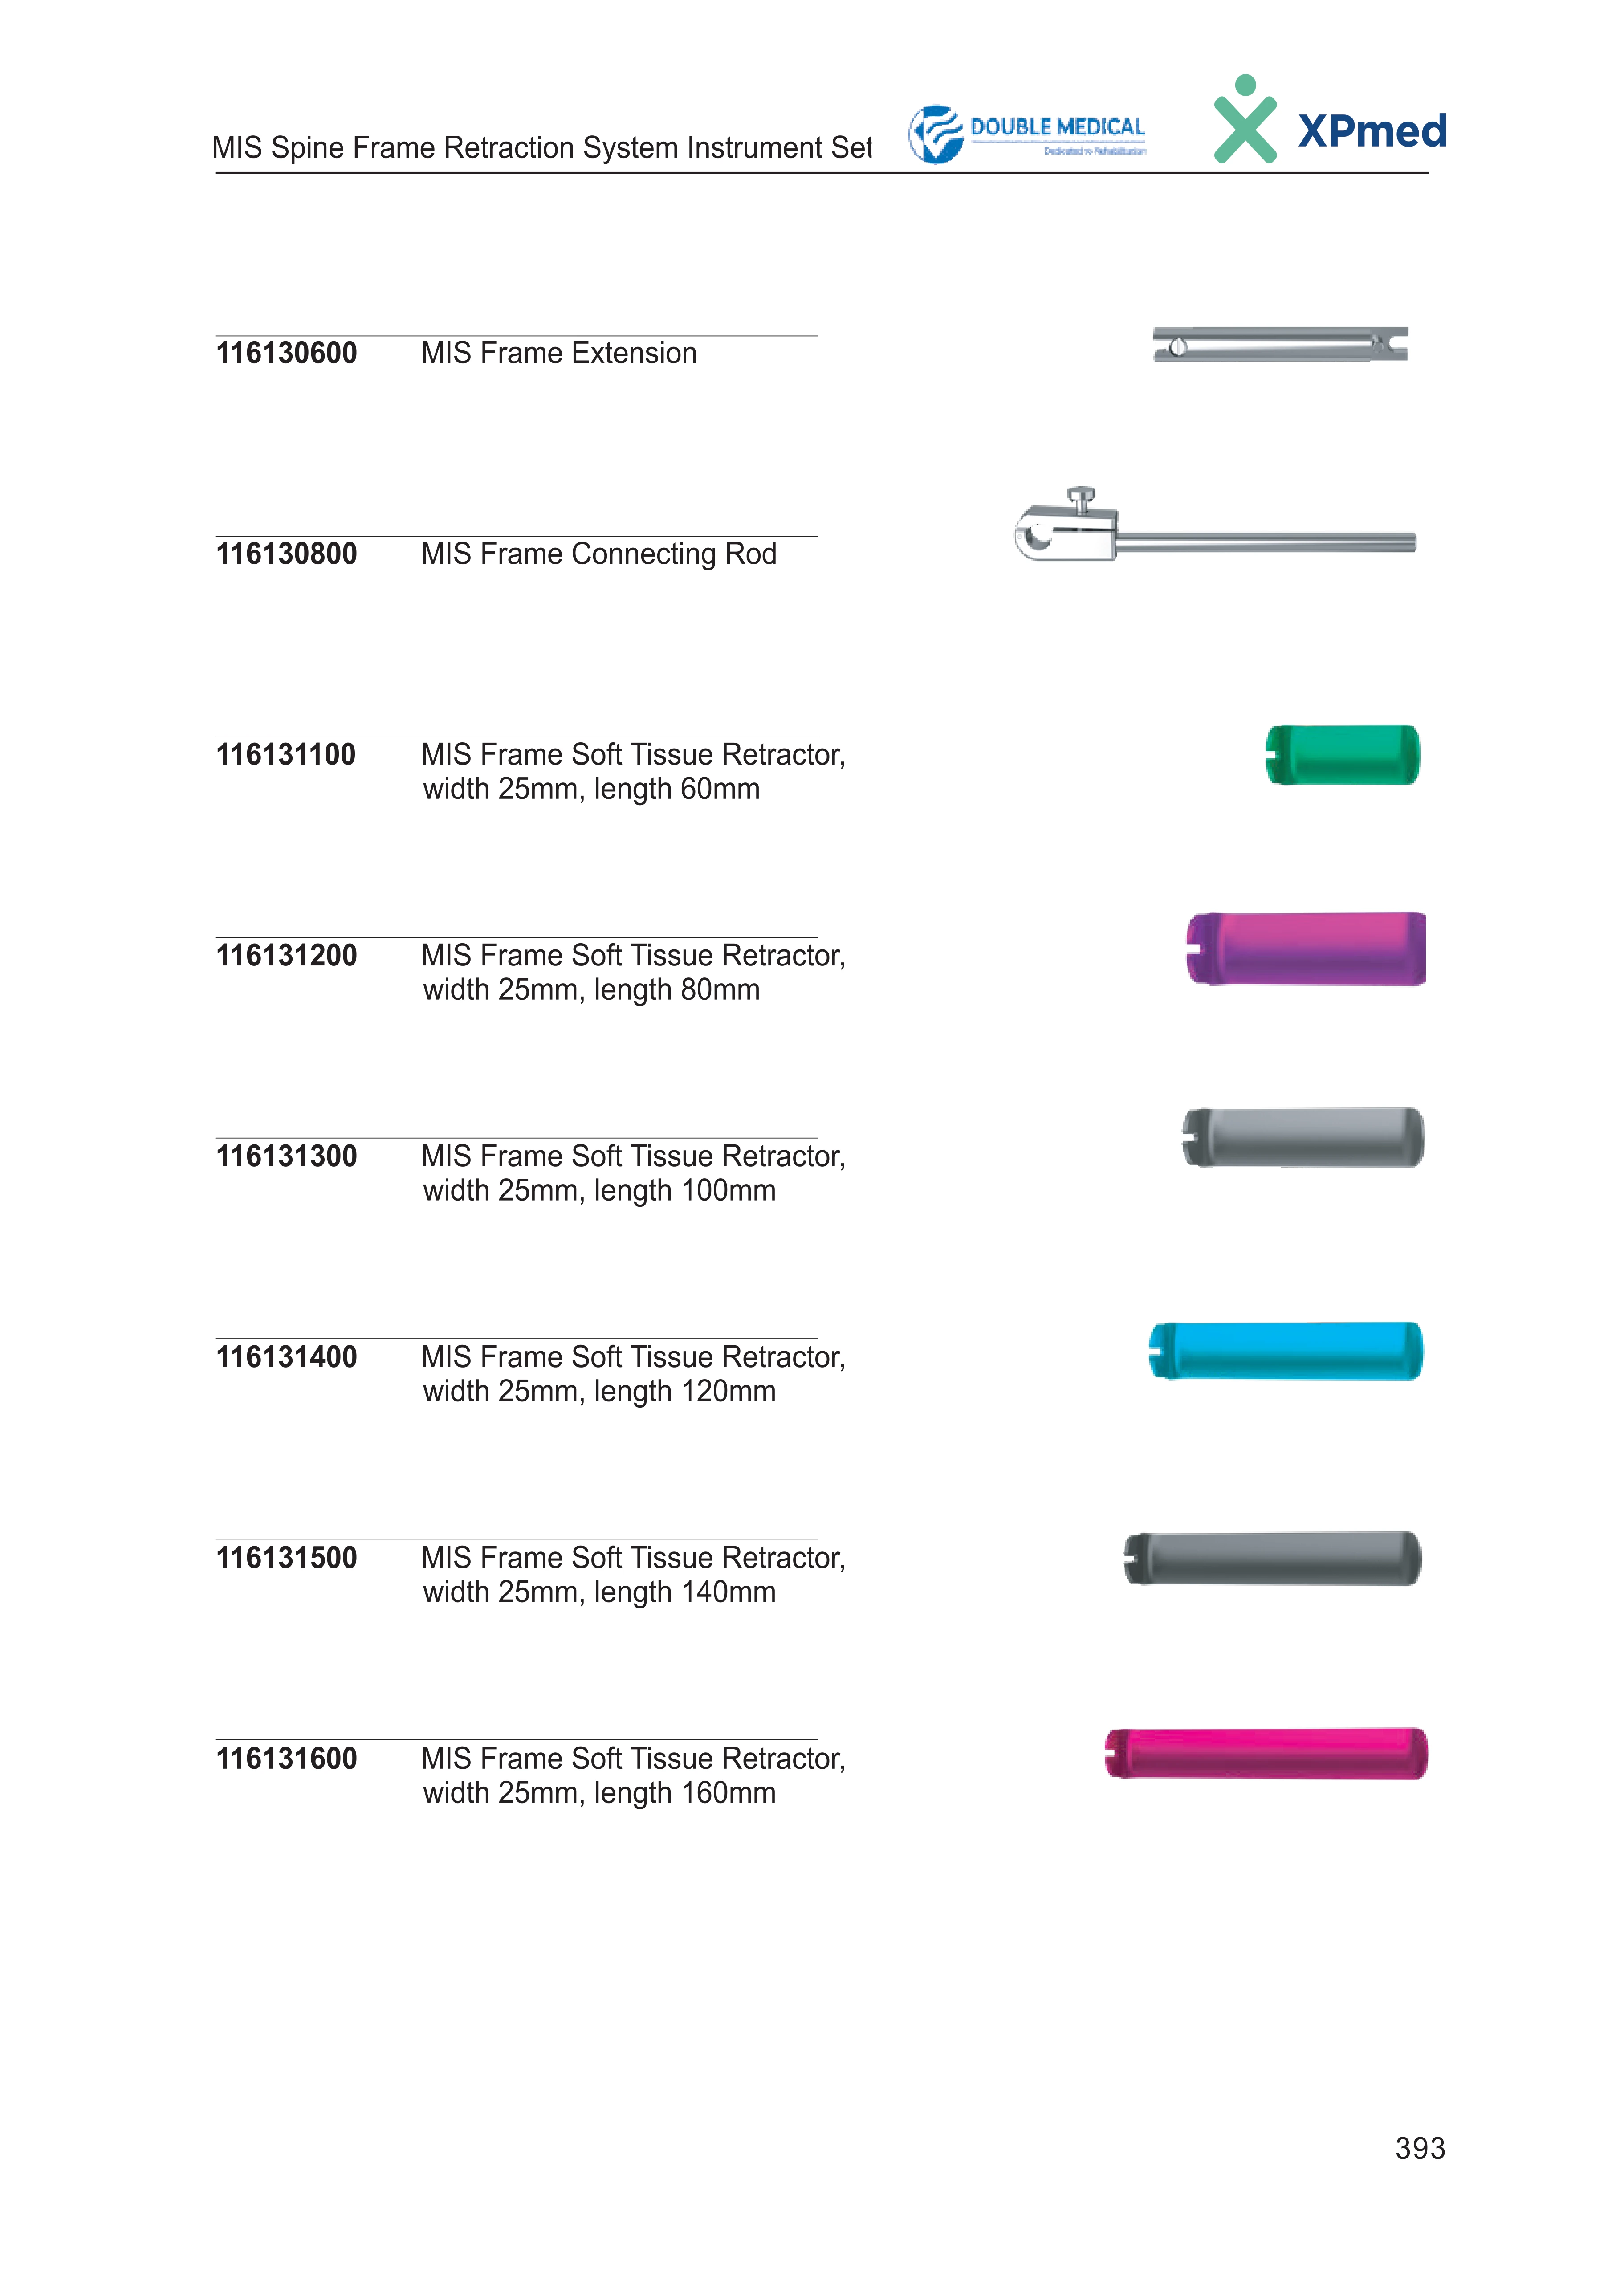 MIS Spine Frame Retraction System Instrument Set
DOUBLE MEDICAL
Dedicated to Rehabilitation
XPmed
116130600 MIS Frame Extension
116130800 MIS Frame Connecting Rod
116131100 MIS Frame Soft Tissue Retractor,
width 25mm, length 60mm
116131200 MIS Frame Soft Tissue Retractor,
width 25mm, length 80mm
116131300 MIS Frame Soft Tissue Retractor,
width 25mm, length 100mm
116131400 MIS Frame Soft Tissue Retractor,
width 25mm, length 120mm
116131500 MIS Frame Soft Tissue Retractor,
width 25mm, length 140mm
116131600 MIS Frame Soft Tissue Retractor,
width 25mm, length 160mm
393